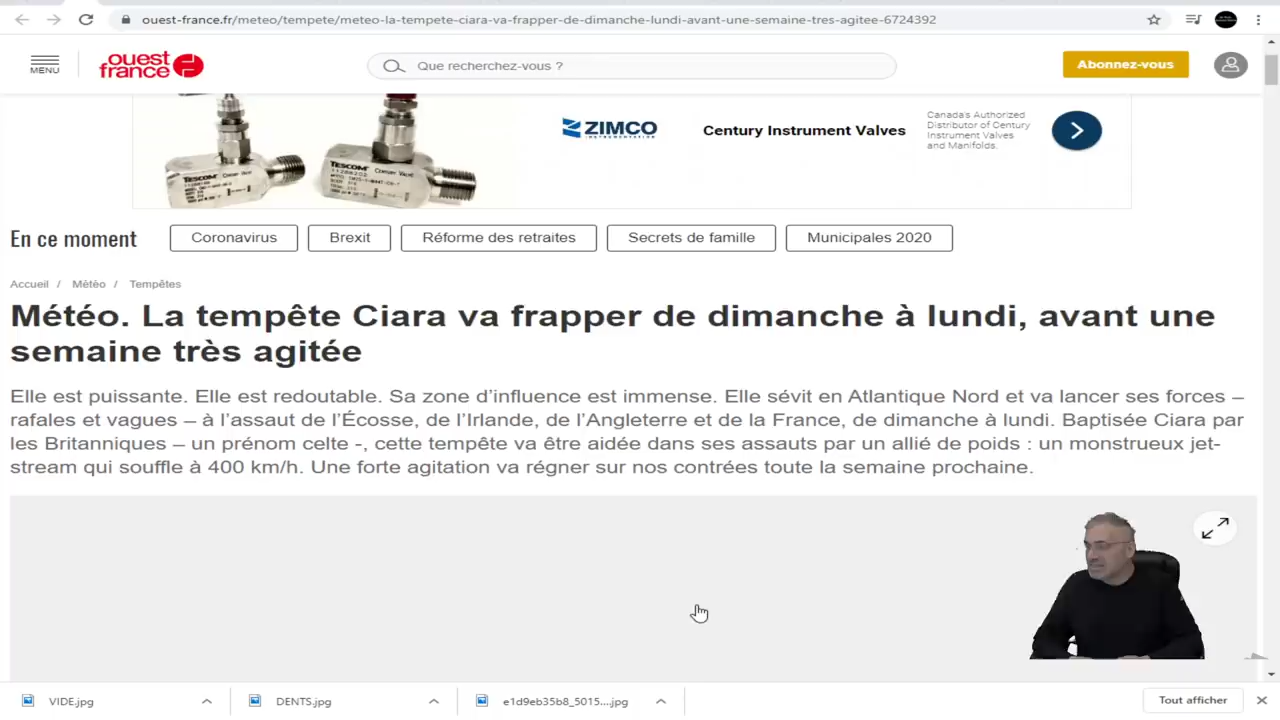 ouest-france.fr/meteo/tempete/meteo-la-tempete-ciara-va-frapper-de-dimanche-lundi-avant-une-semaine-tres-agitee-6724392
MENU
ouest
france
Que recherchez-vous ?
Abonnez-vous
TESCOM
TESCOM
ZIMCO
INSTRUMENTATION
Century Instrument Valves
Canada's Authorized
Distributor of Century
Instrument Valves
and Manifolds.
En ce moment
Coronavirus
Brexit
Réforme des retraites
Secrets de famille
Municipales 2020
Accueil / Météo / Tempêtes
Météo. La tempête Ciara va frapper de dimanche à lundi, avant une
semaine très agitée
Elle est puissante. Elle est redoutable. Sa zone d’influence est immense. Elle sévit en Atlantique Nord et va lancer ses forces –
rafales et vagues – à l’assaut de l’Écosse, de l’Irlande, de l’Angleterre et de la France, de dimanche à lundi. Baptisée Ciara par
les Britanniques – un prénom celte -, cette tempête va être aidée dans ses assauts par un allié de poids : un monstrueux jet-
stream qui souffle à 400 km/h. Une forte agitation va régner sur nos contrées toute la semaine prochaine.
VIDE.jpg
DENTS.jpg
e1d9eb35b8_5015....jpg
Tout afficher